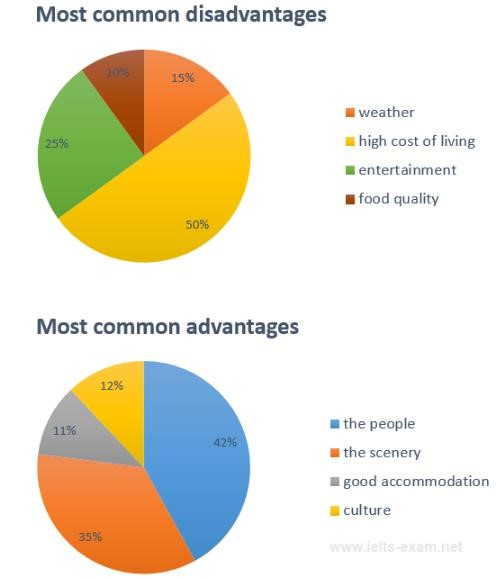 Most common disadvantages
10%
15%
25%
50%
weather
high cost of living
entertainment
food quality
Most common advantages
12%
11%
42%
35%
the people
the scenery
good accommodation
culture
www.ielts-exam.net